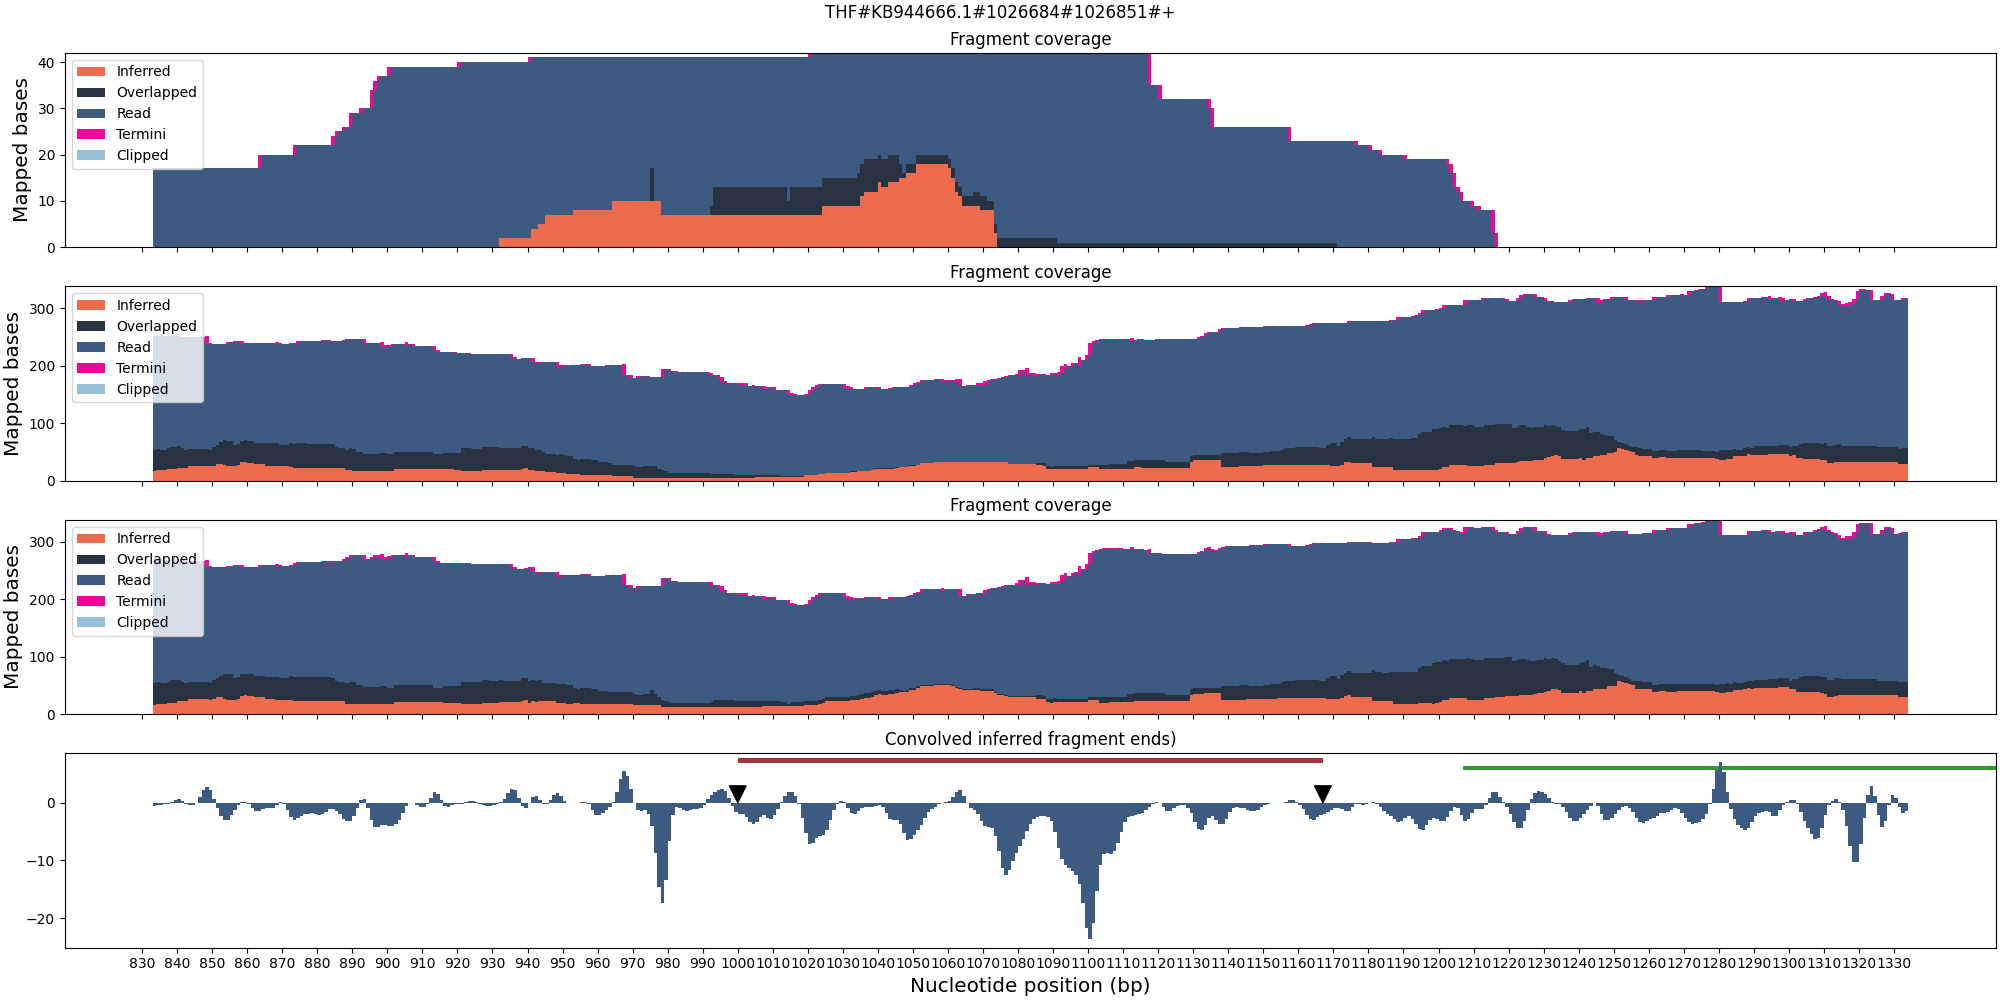 THF#KB944666.1#1026684#1026851#+
Fragment coverage
Mapped bases
40
30
20
10
0
Inferred
Overlapped
Read
Termini
Clipped
Fragment coverage
Mapped bases
300
200
100
0
Inferred
Overlapped
Read
Termini
Clipped
Fragment coverage
Mapped bases
300
200
100
0
Inferred
Overlapped
Read
Termini
Clipped
Convolved inferred fragment ends)
0
−10
−20
830 840 850 860 870 880 890 900 910 920 930 940 950 960 970 980 990 1000 1010 1020 1030 1040 1050 1060 1070 1080 1090 1100 1110 1120 1130 1140 1150 1160 1170 1180 1190 1200 1210 1220 1230 1240 1250 1260 1270 1280 1290 1300 1310 1320 1330
Nucleotide position (bp)